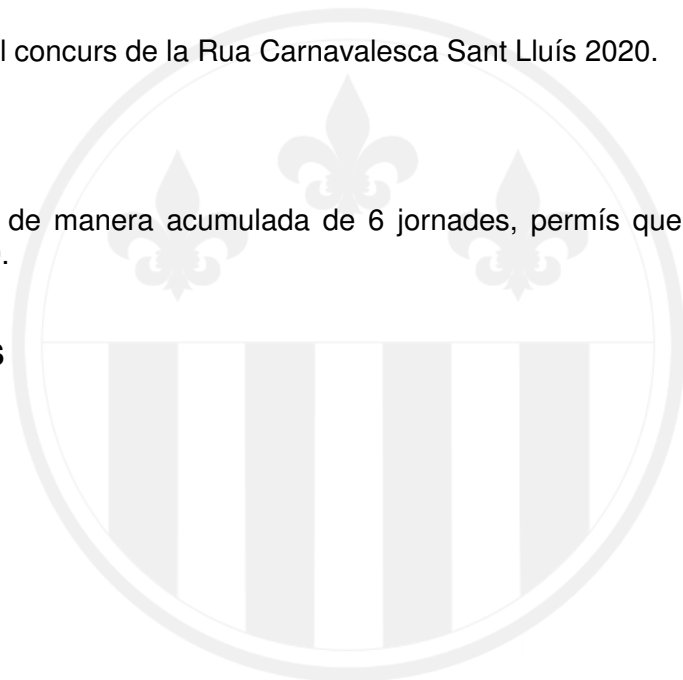 l concurs de la Rua Carnavalesca Sant Lluís 2020.
de manera acumulada de 6 jornades, permís que
.
s